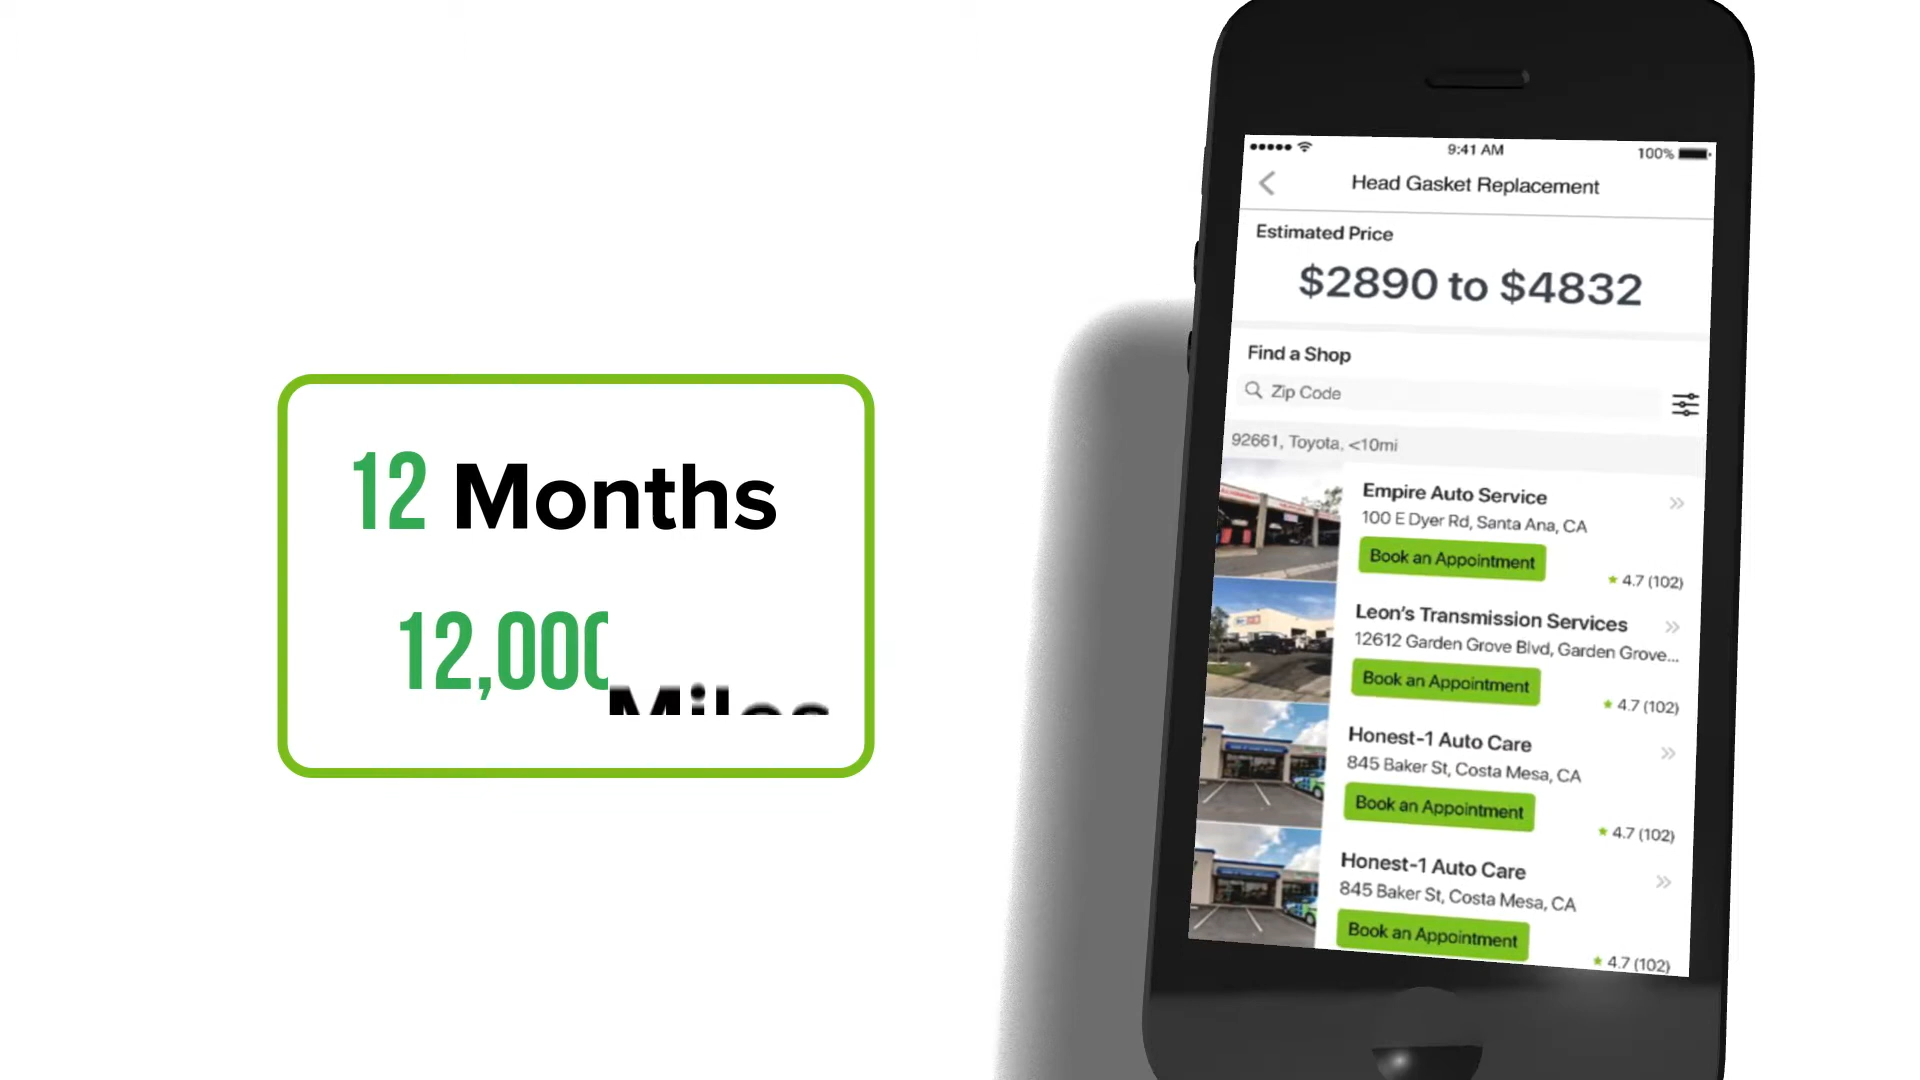 12 Months
12,000
Miles
9:41 AM
100%
Head Gasket Replacement
Estimated Price
$2890 to $4832
Find a Shop
Zip Code
92661, Toyota, <10mi
Empire Auto Service
100 E Dyer Rd, Santa Ana, CA
Book an Appointment
4.7 (102)
Leon's Transmission Services
12612 Garden Grove Blvd, Garden Grove...
Book an Appointment
4.7 (102)
Honest-1 Auto Care
845 Baker St, Costa Mesa, CA
Book an Appointment
4.7 (102)
Honest-1 Auto Care
845 Baker St, Costa Mesa, CA
Book an Appointment
4.7 (102)